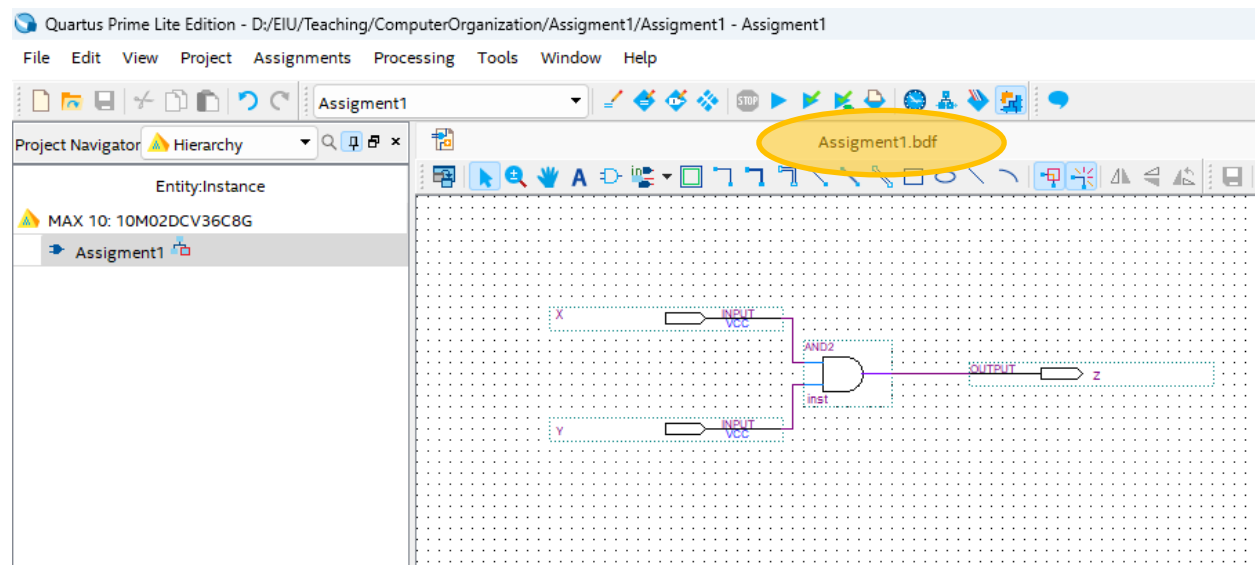 Quartus Prime Lite Edition - D:/EIU/Teaching/ComputerOrganization/Assigment1/Assigment1 - Assigment1
File Edit View Project Assignments Processing Tools Window Help
STOP
Assigment1
Project Navigator Hierarchy
Assigment1.bdf
A
Entity:Instance
MAX 10: 10M02DCV36C8G
Assigment1
X
INPUT
VCC
AND2
OUTPUT
Z
inst
Y
INPUT
VCC